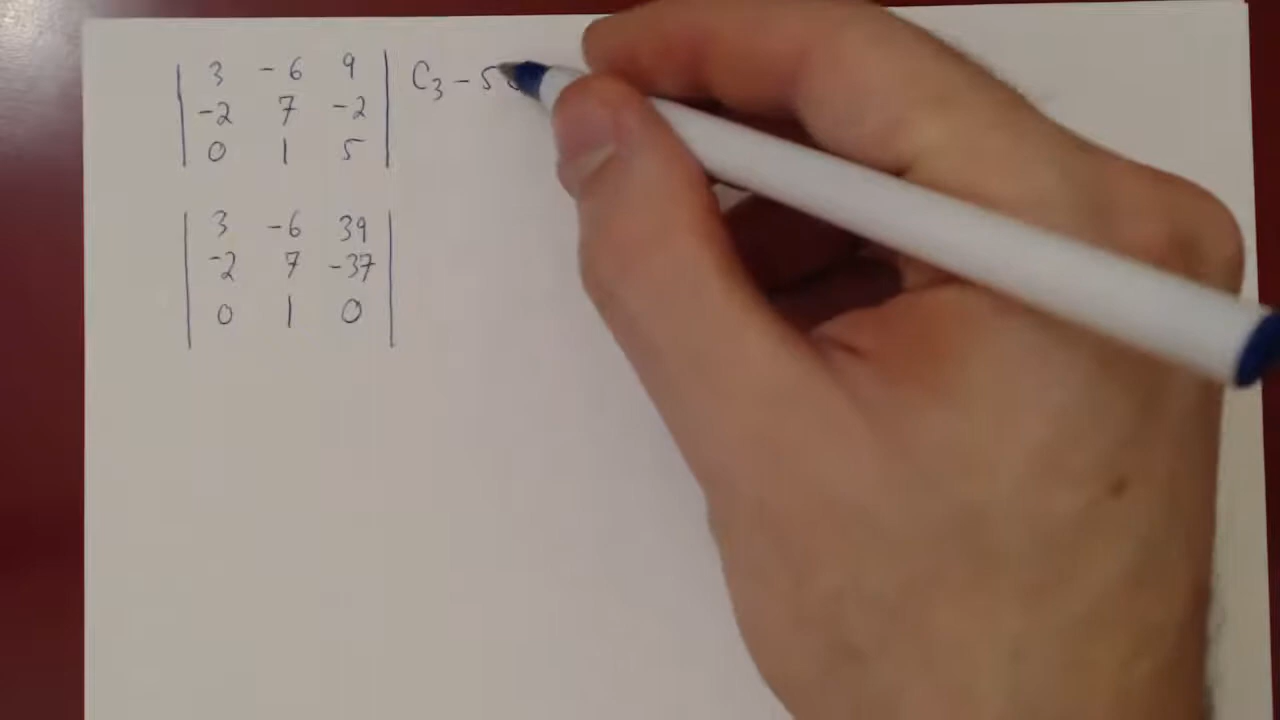 3 -6 9 C₃ - 5
-2 7 -2
0 1 5
3 -6 39
-2 7 -37
0 1 0